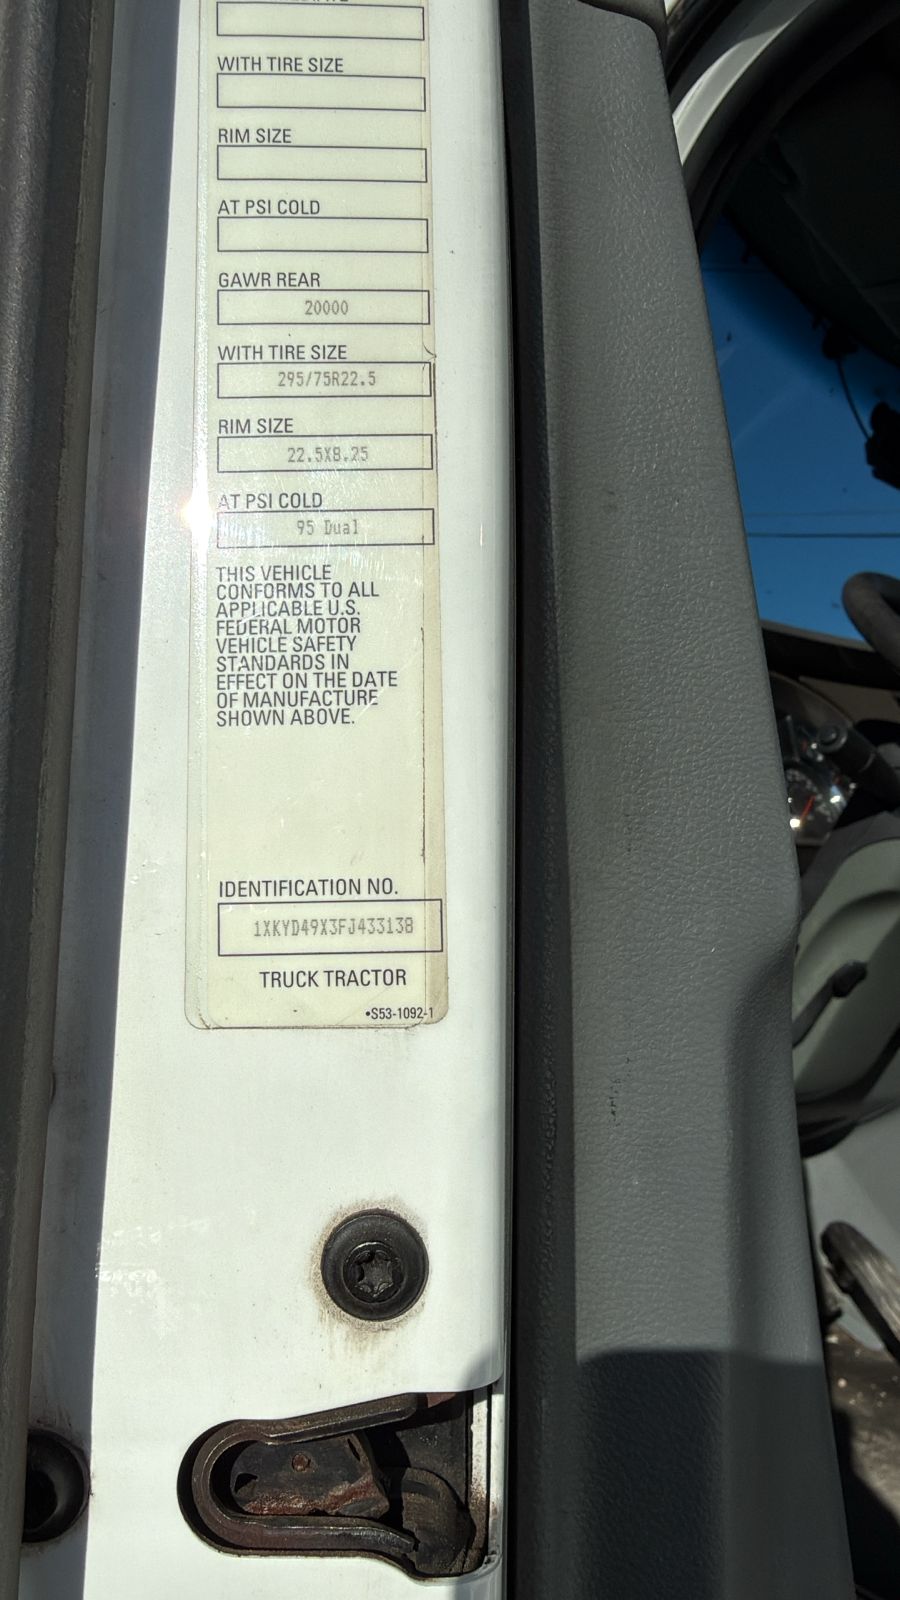 WITH TIRE SIZE
RIM SIZE
AT PSI COLD
GAWR REAR
20000
WITH TIRE SIZE
295/75R22.5
RIM SIZE
22.5X8.25
AT PSI COLD
95 Dual
THIS VEHICLE
CONFORMS TO ALL
APPLICABLE U.S.
FEDERAL MOTOR
VEHICLE SAFETY
STANDARDS IN
EFFECT ON THE DATE
OF MANUFACTURE
SHOWN ABOVE.
IDENTIFICATION NO.
1XKYD49X3FJ433138
TRUCK TRACTOR
•S53-1092-1